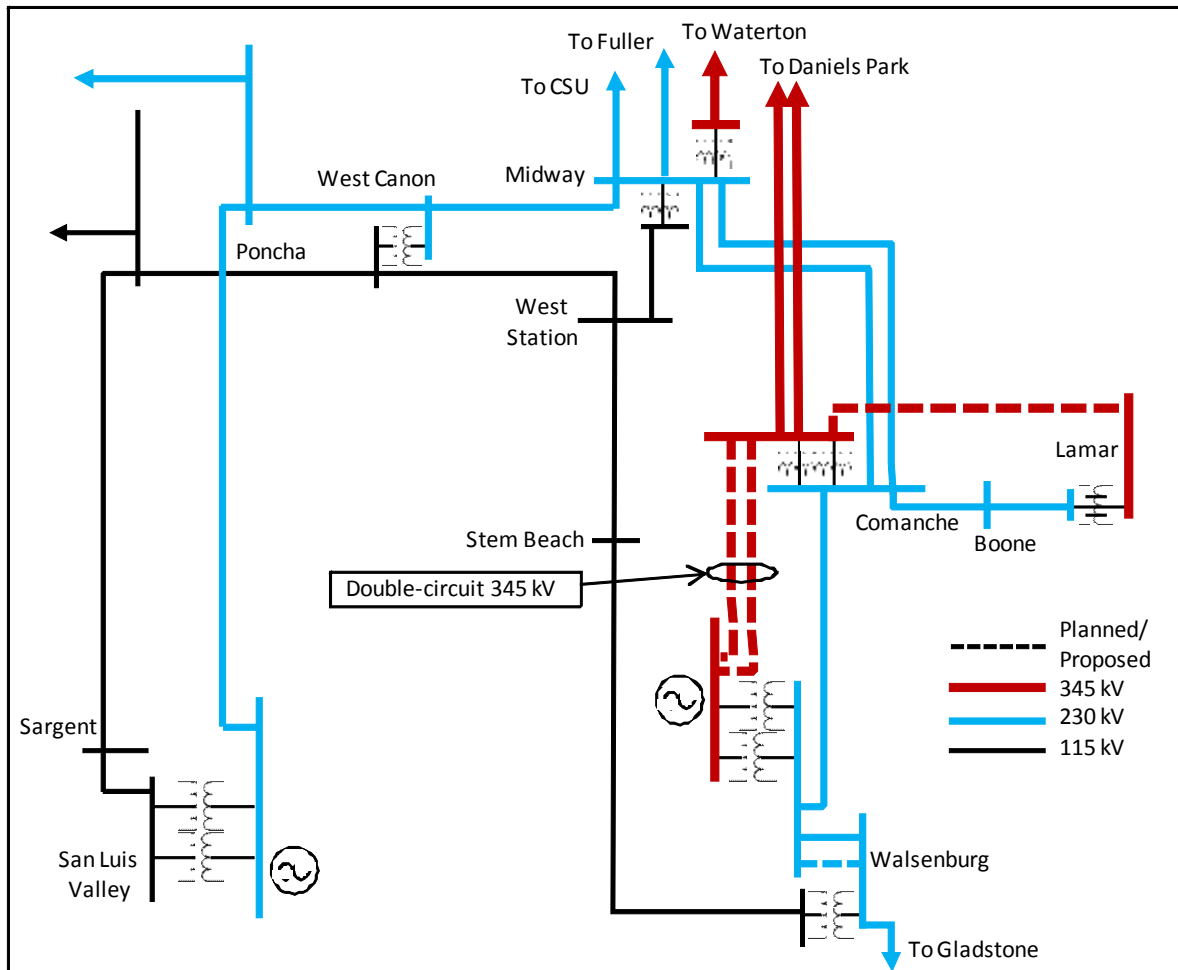 To Waterton
To Fuller
To Daniels Park
To CSU
West Canon
Midway
Poncha
West
Station
Lamar
Comanche
Boone
Stem Beach
Double-circuit 345 kV
Planned/
Proposed
345 kV
230 kV
115 kV
Sargent
San Luis
Valley
Walsenburg
To Gladstone